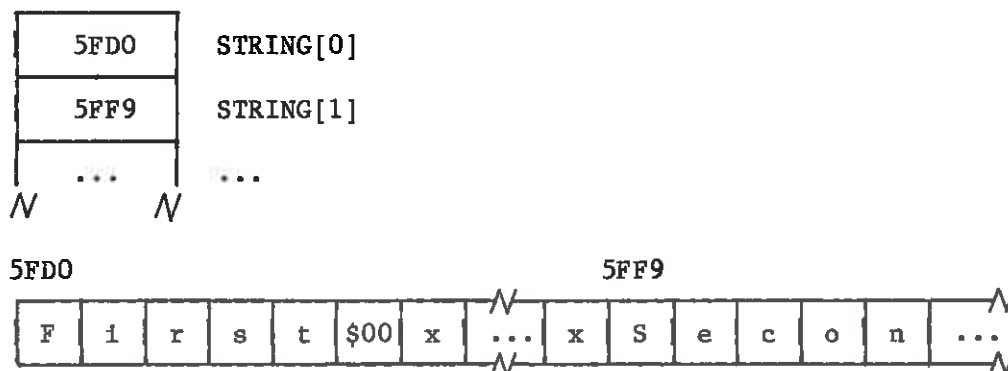 5FD0 STRING[0]
5FF9 STRING[1]
... ...
5FD0 5FF9
F i r s t $00 x ... x S e c o n ...